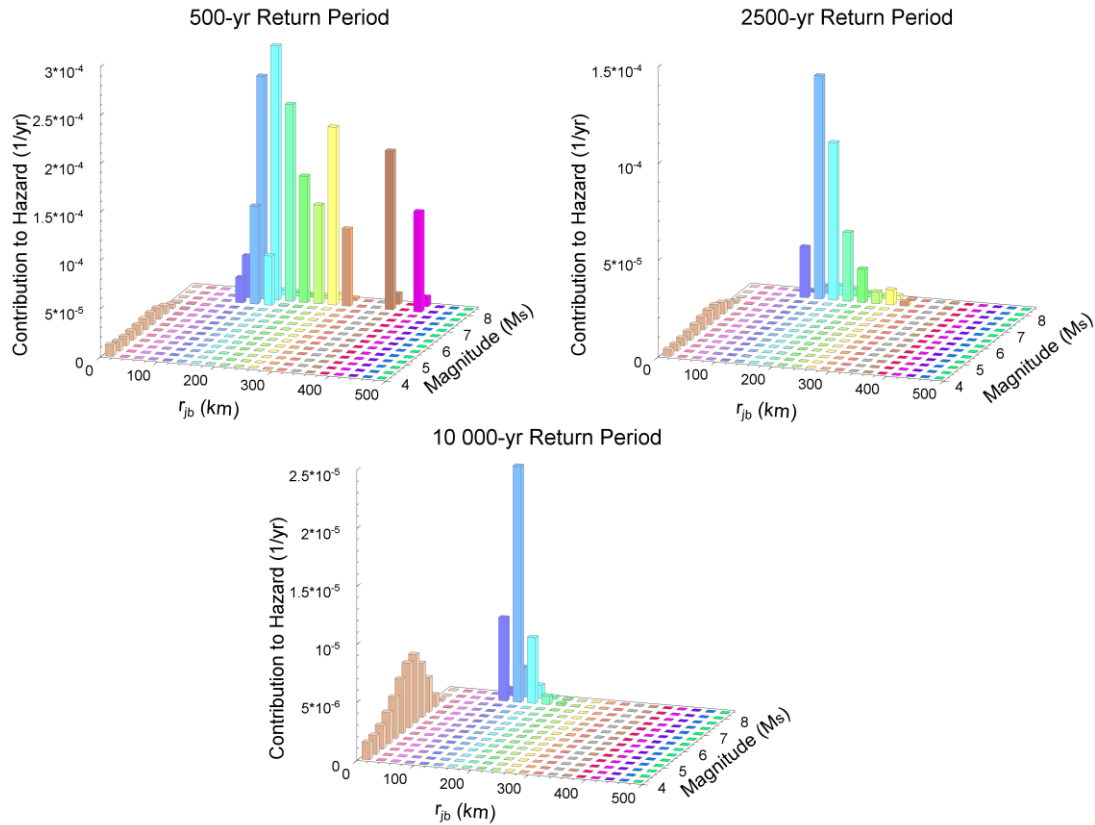 500-yr Return Period
Contribution to Hazard (1/yr)
3*10⁻⁴
2.5*10⁻⁴
2*10⁻⁴
1.5*10⁻⁴
10⁻⁴
5*10⁻⁵
0
0 100 200 300 400 500
r_jb (km)
4 5 6 7 8
Magnitude (Ms)
2500-yr Return Period
Contribution to Hazard (1/yr)
1.5*10⁻⁴
10⁻⁴
5*10⁻⁵
0
0 100 200 300 400 500
r_jb (km)
4 5 6 7 8
Magnitude (Ms)
10 000-yr Return Period
Contribution to Hazard (1/yr)
2.5*10⁻⁵
2*10⁻⁵
1.5*10⁻⁵
10⁻⁵
5*10⁻⁶
0
0 100 200 300 400 500
r_jb (km)
4 5 6 7 8
Magnitude (Ms)